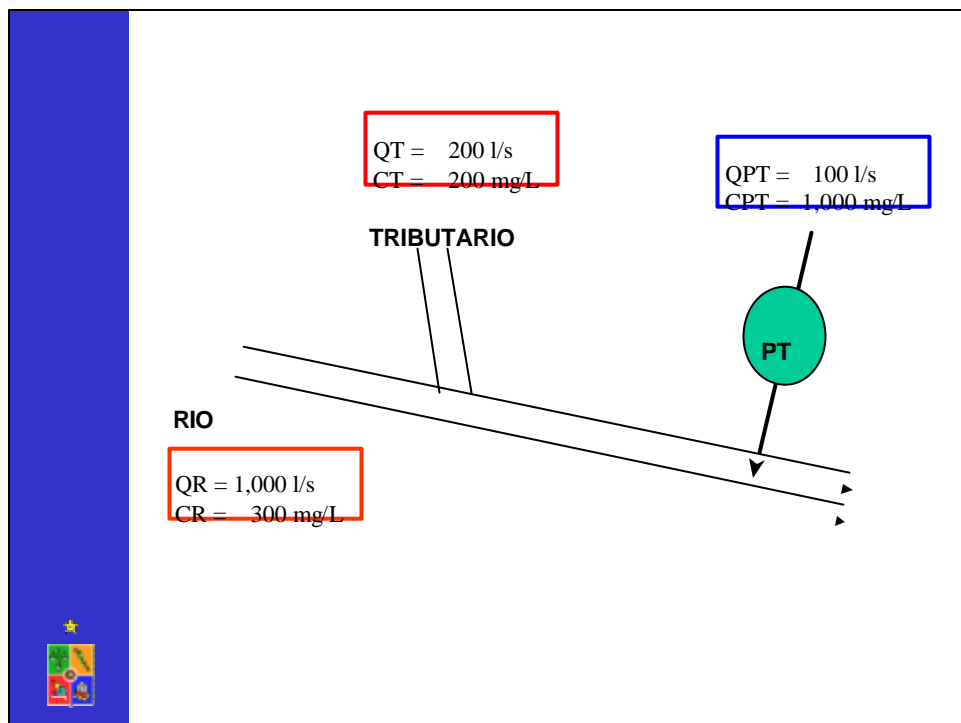 QT = 200 l/s
CT = 200 mg/L
QPT = 100 l/s
CPT = 1,000 mg/L
TRIBUTARIO
PT
RIO
QR = 1,000 l/s
CR = 300 mg/L